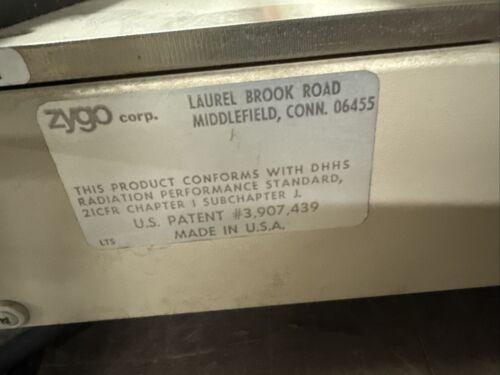 zygo corp.
LAUREL BROOK ROAD
MIDDLEFIELD, CONN. 06455
THIS PRODUCT CONFORMS WITH DHHS
RADIATION PERFORMANCE STANDARD,
21CFR CHAPTER I SUBCHAPTER J.
U.S. PATENT #3,907,439
LTS
MADE IN U.S.A.